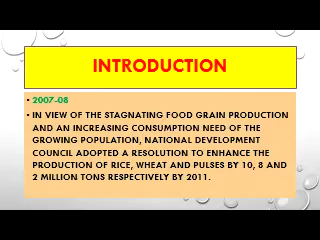 INTRODUCTION
• 2007-08
• IN VIEW OF THE STAGNATING FOOD GRAIN PRODUCTION
AND AN INCREASING CONSUMPTION NEED OF THE
GROWING POPULATION, NATIONAL DEVELOPMENT
COUNCIL ADOPTED A RESOLUTION TO ENHANCE THE
PRODUCTION OF RICE, WHEAT AND PULSES BY 10, 8 AND
2 MILLION TONS RESPECTIVELY BY 2011.